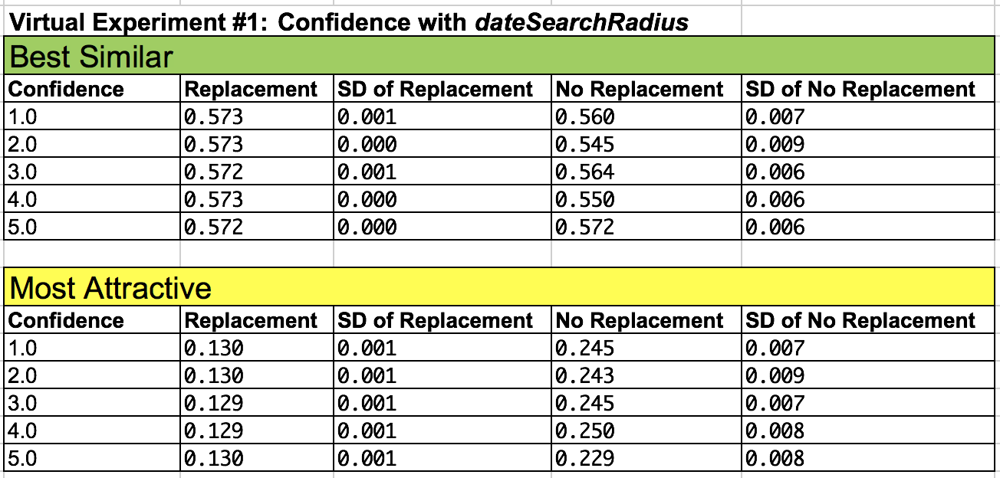 Virtual Experiment #1: Confidence with dateSearchRadius
Best Similar
Confidence Replacement SD of Replacement No Replacement SD of No Replacement
1.0 0.573 0.001 0.560 0.007
2.0 0.573 0.000 0.545 0.009
3.0 0.572 0.001 0.564 0.006
4.0 0.573 0.000 0.550 0.006
5.0 0.572 0.000 0.572 0.006
Most Attractive
Confidence Replacement SD of Replacement No Replacement SD of No Replacement
1.0 0.130 0.001 0.245 0.007
2.0 0.130 0.001 0.243 0.009
3.0 0.129 0.001 0.245 0.007
4.0 0.129 0.001 0.250 0.008
5.0 0.130 0.001 0.229 0.008